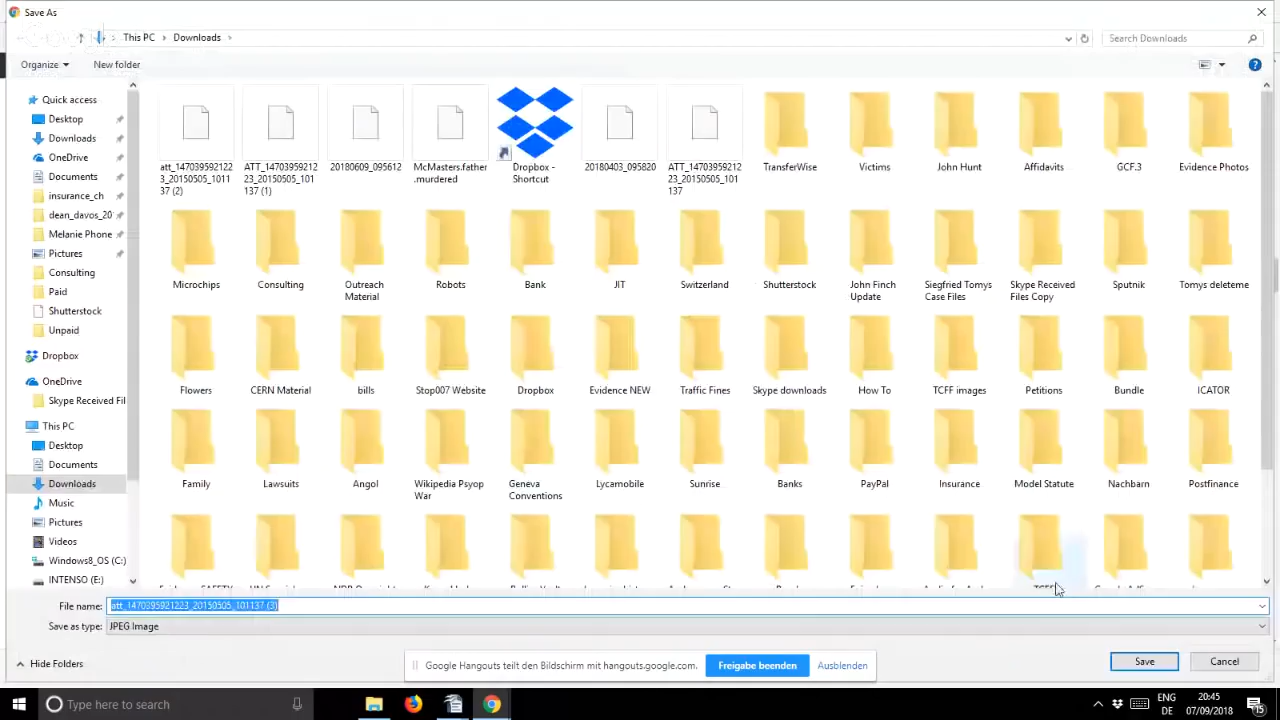 Save As
This PC
Downloads
Search Downloads
Organize
New folder
Quick access
Desktop
Downloads
OneDrive
Documents
insurance_ch
dean_davos_20
Melanie Phone
Pictures
Consulting
Paid
Shutterstock
Unpaid
Dropbox
OneDrive
Skype Received Fil
This PC
Desktop
Documents
Downloads
Music
Pictures
Videos
Windows8_OS (C:)
INTENSO (E:)
att_147039592122
3_20150505_101
137 (2)
ATT_14703959212
23_20150505_101
137 (1)
20180609_095612
McMasters.father
.murdered
Dropbox -
Shortcut
20180403_095820
ATT_14703959212
23_20150505_101
137
TransferWise
Victims
John Hunt
Affidavits
GCF.3
Evidence Photos
Microchips
Consulting
Outreach
Material
Robots
Bank
JIT
Switzerland
Shutterstock
John Finch
Update
Siegfried Tomys
Case Files
Skype Received
Files Copy
Sputnik
Tomys deleteme
Flowers
CERN Material
bills
Stop007 Website
Dropbox
Evidence NEW
Traffic Fines
Skype downloads
How To
TCFF images
Petitions
Bundle
ICATOR
Family
Lawsuits
Angol
Wikipedia Psyop
War
Geneva
Conventions
Lycamobile
Sunrise
Banks
PayPal
Insurance
Model Statute
Nachbarn
Postfinance
File name:
att_1470395921223_20150505_101137 (3)
Save as type:
JPEG Image
Hide Folders
Google Hangouts teilt den Bildschirm mit hangouts.google.com.
Freigabe beenden
Ausblenden
Save
Cancel
Type here to search
ENG
DE
20:45
07/09/2018
15